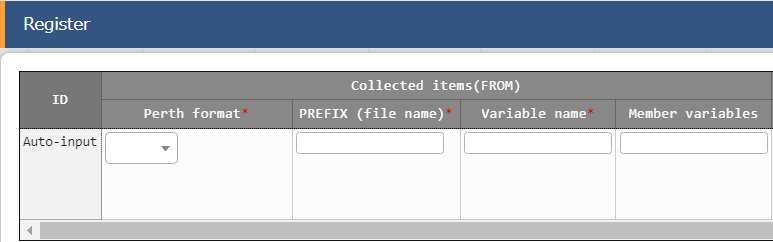 Register
Collected items(FROM)
ID
Perth format* PREFIX (file name)* Variable name* Member variables
Auto-input